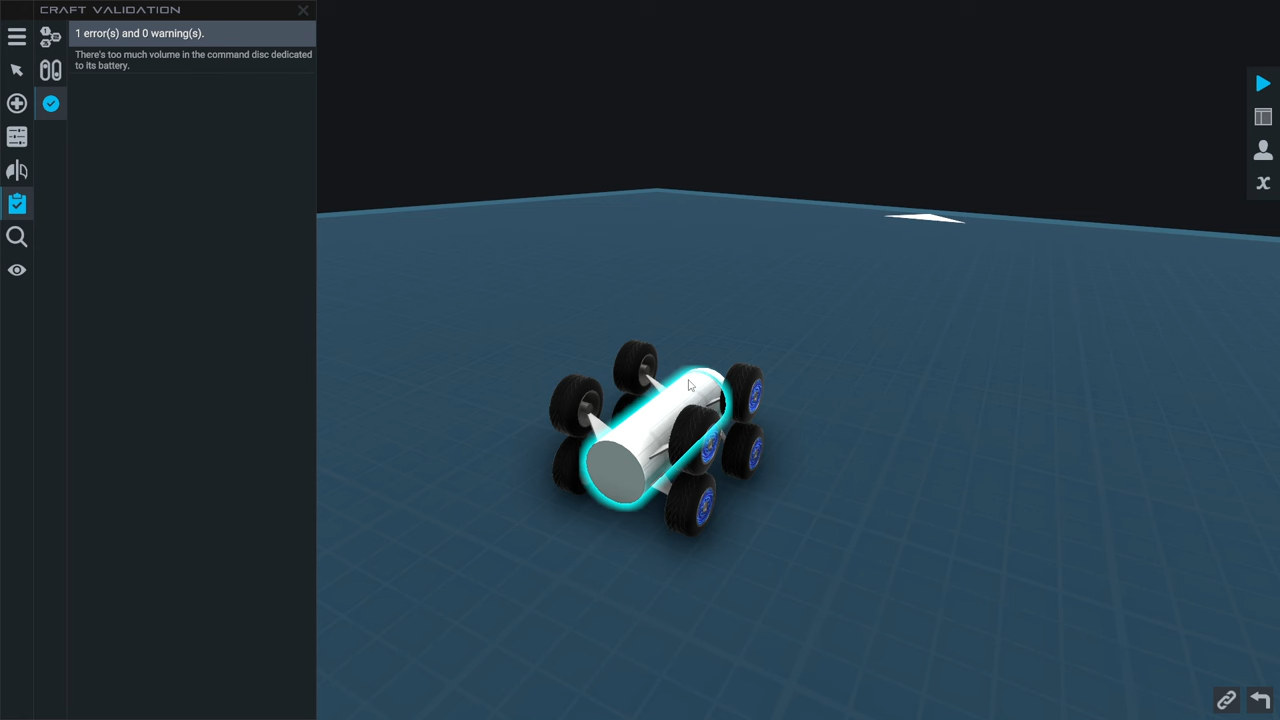 CRAFT VALIDATION
1 error(s) and 0 warning(s).
There's too much volume in the command disc dedicated
to its battery.